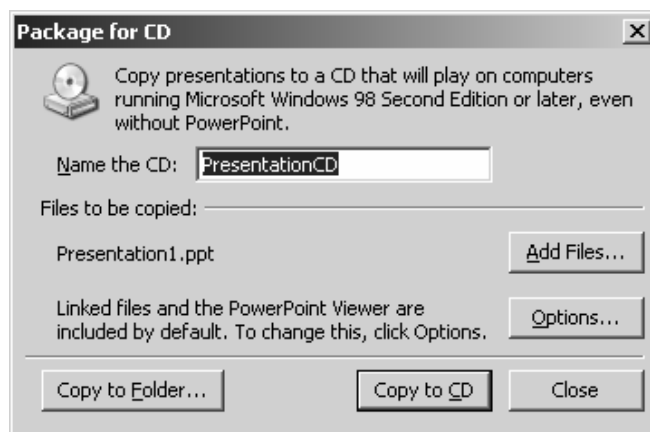 Package for CD
Copy presentations to a CD that will play on computers
running Microsoft Windows 98 Second Edition or later, even
without PowerPoint.
Name the CD: PresentationCD
Files to be copied:
Presentation1.ppt
Add Files...
Linked files and the PowerPoint Viewer are
included by default. To change this, click Options.
Options...
Copy to Folder...
Copy to CD
Close